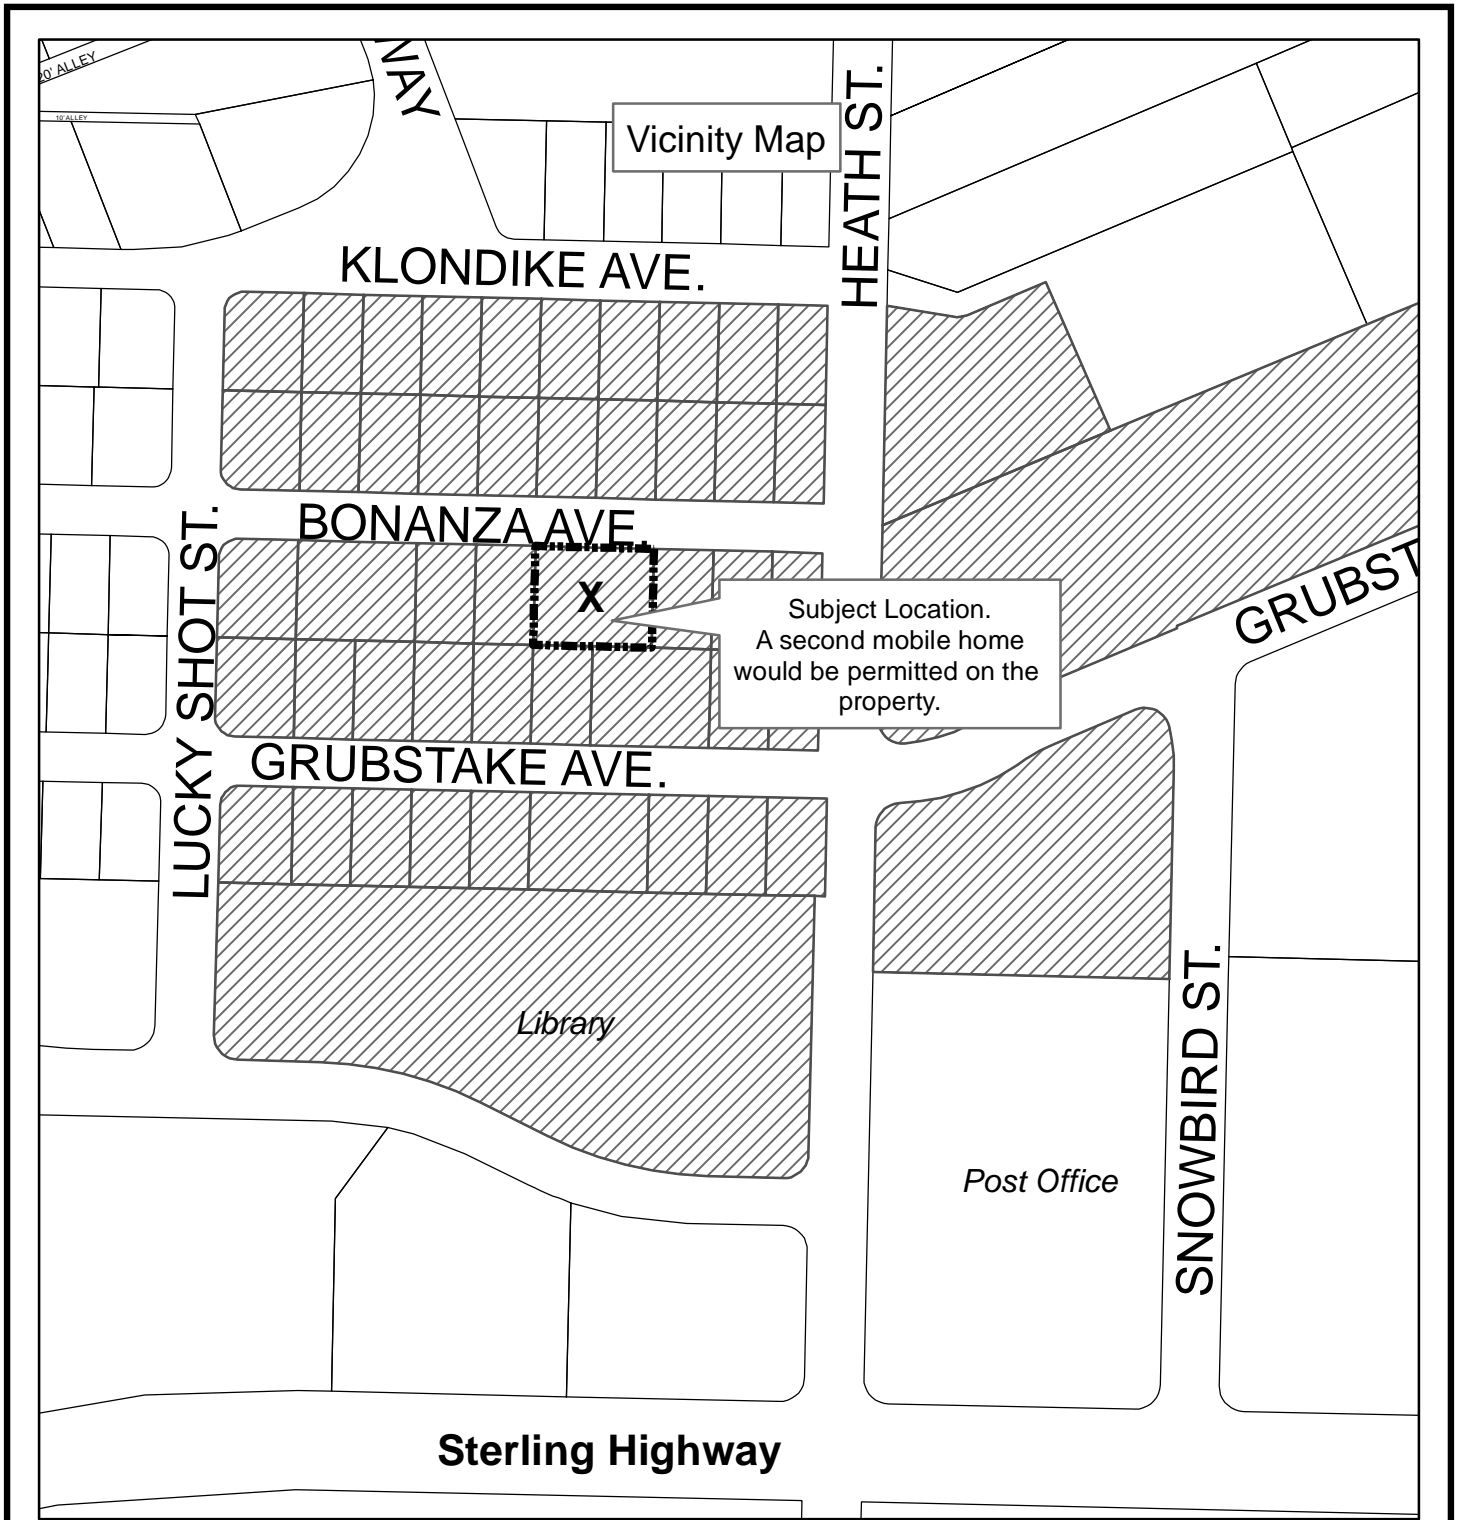 20' ALLEY
WAY
HEATH ST.
10' ALLEY
Vicinity Map
KLONDIKE AVE.
BONANZA AVE.
LUCKY SHOT ST.
X
GRUBST
Subject Location.
A second mobile home
would be permitted on the
property.
GRUBSTAKE AVE.
Library
SNOWBIRD ST.
Post Office
Sterling Highway